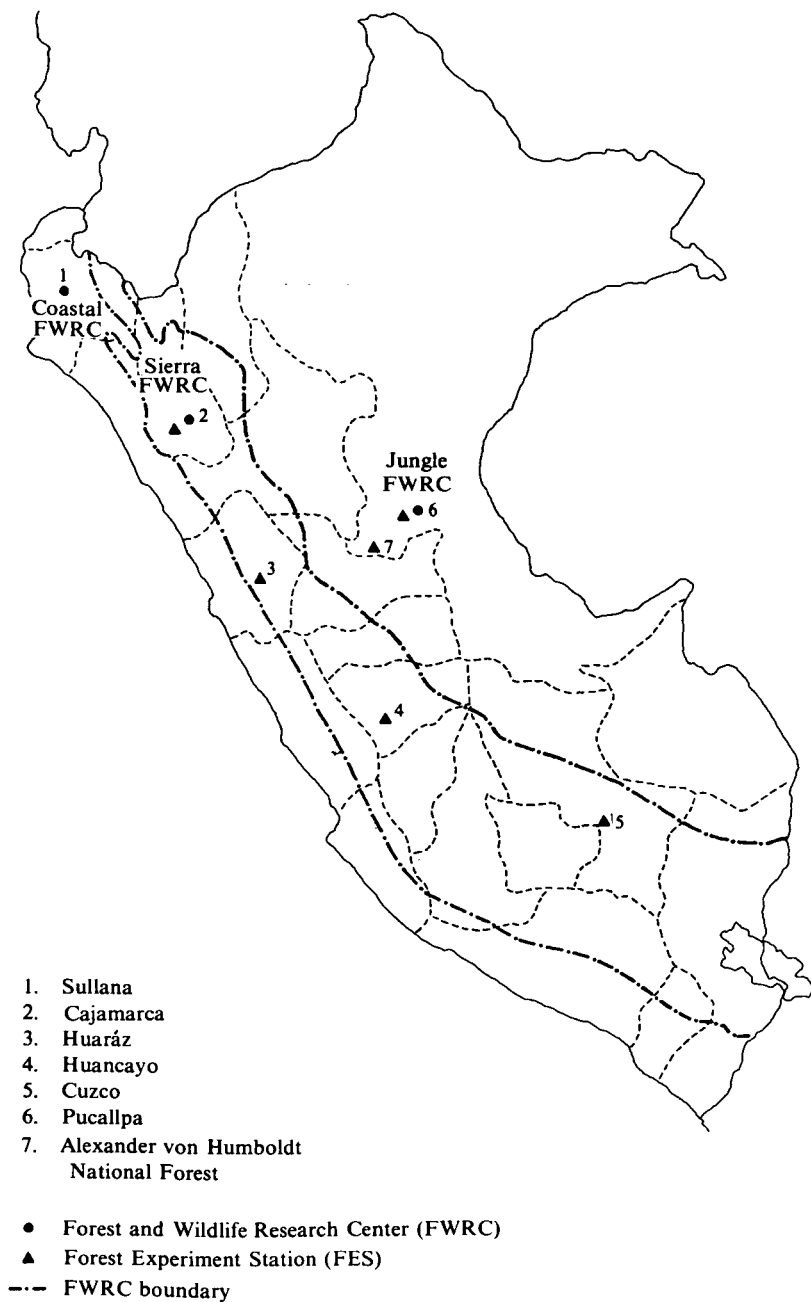 1
Coastal
FWRC
Sierra
FWRC
2
Jungle
FWRC
6
7
3
4
5
1. Sullana
2. Cajamarca
3. Huaráz
4. Huancayo
5. Cuzco
6. Pucallpa
7. Alexander von Humboldt
National Forest
Forest and Wildlife Research Center (FWRC)
Forest Experiment Station (FES)
FWRC boundary